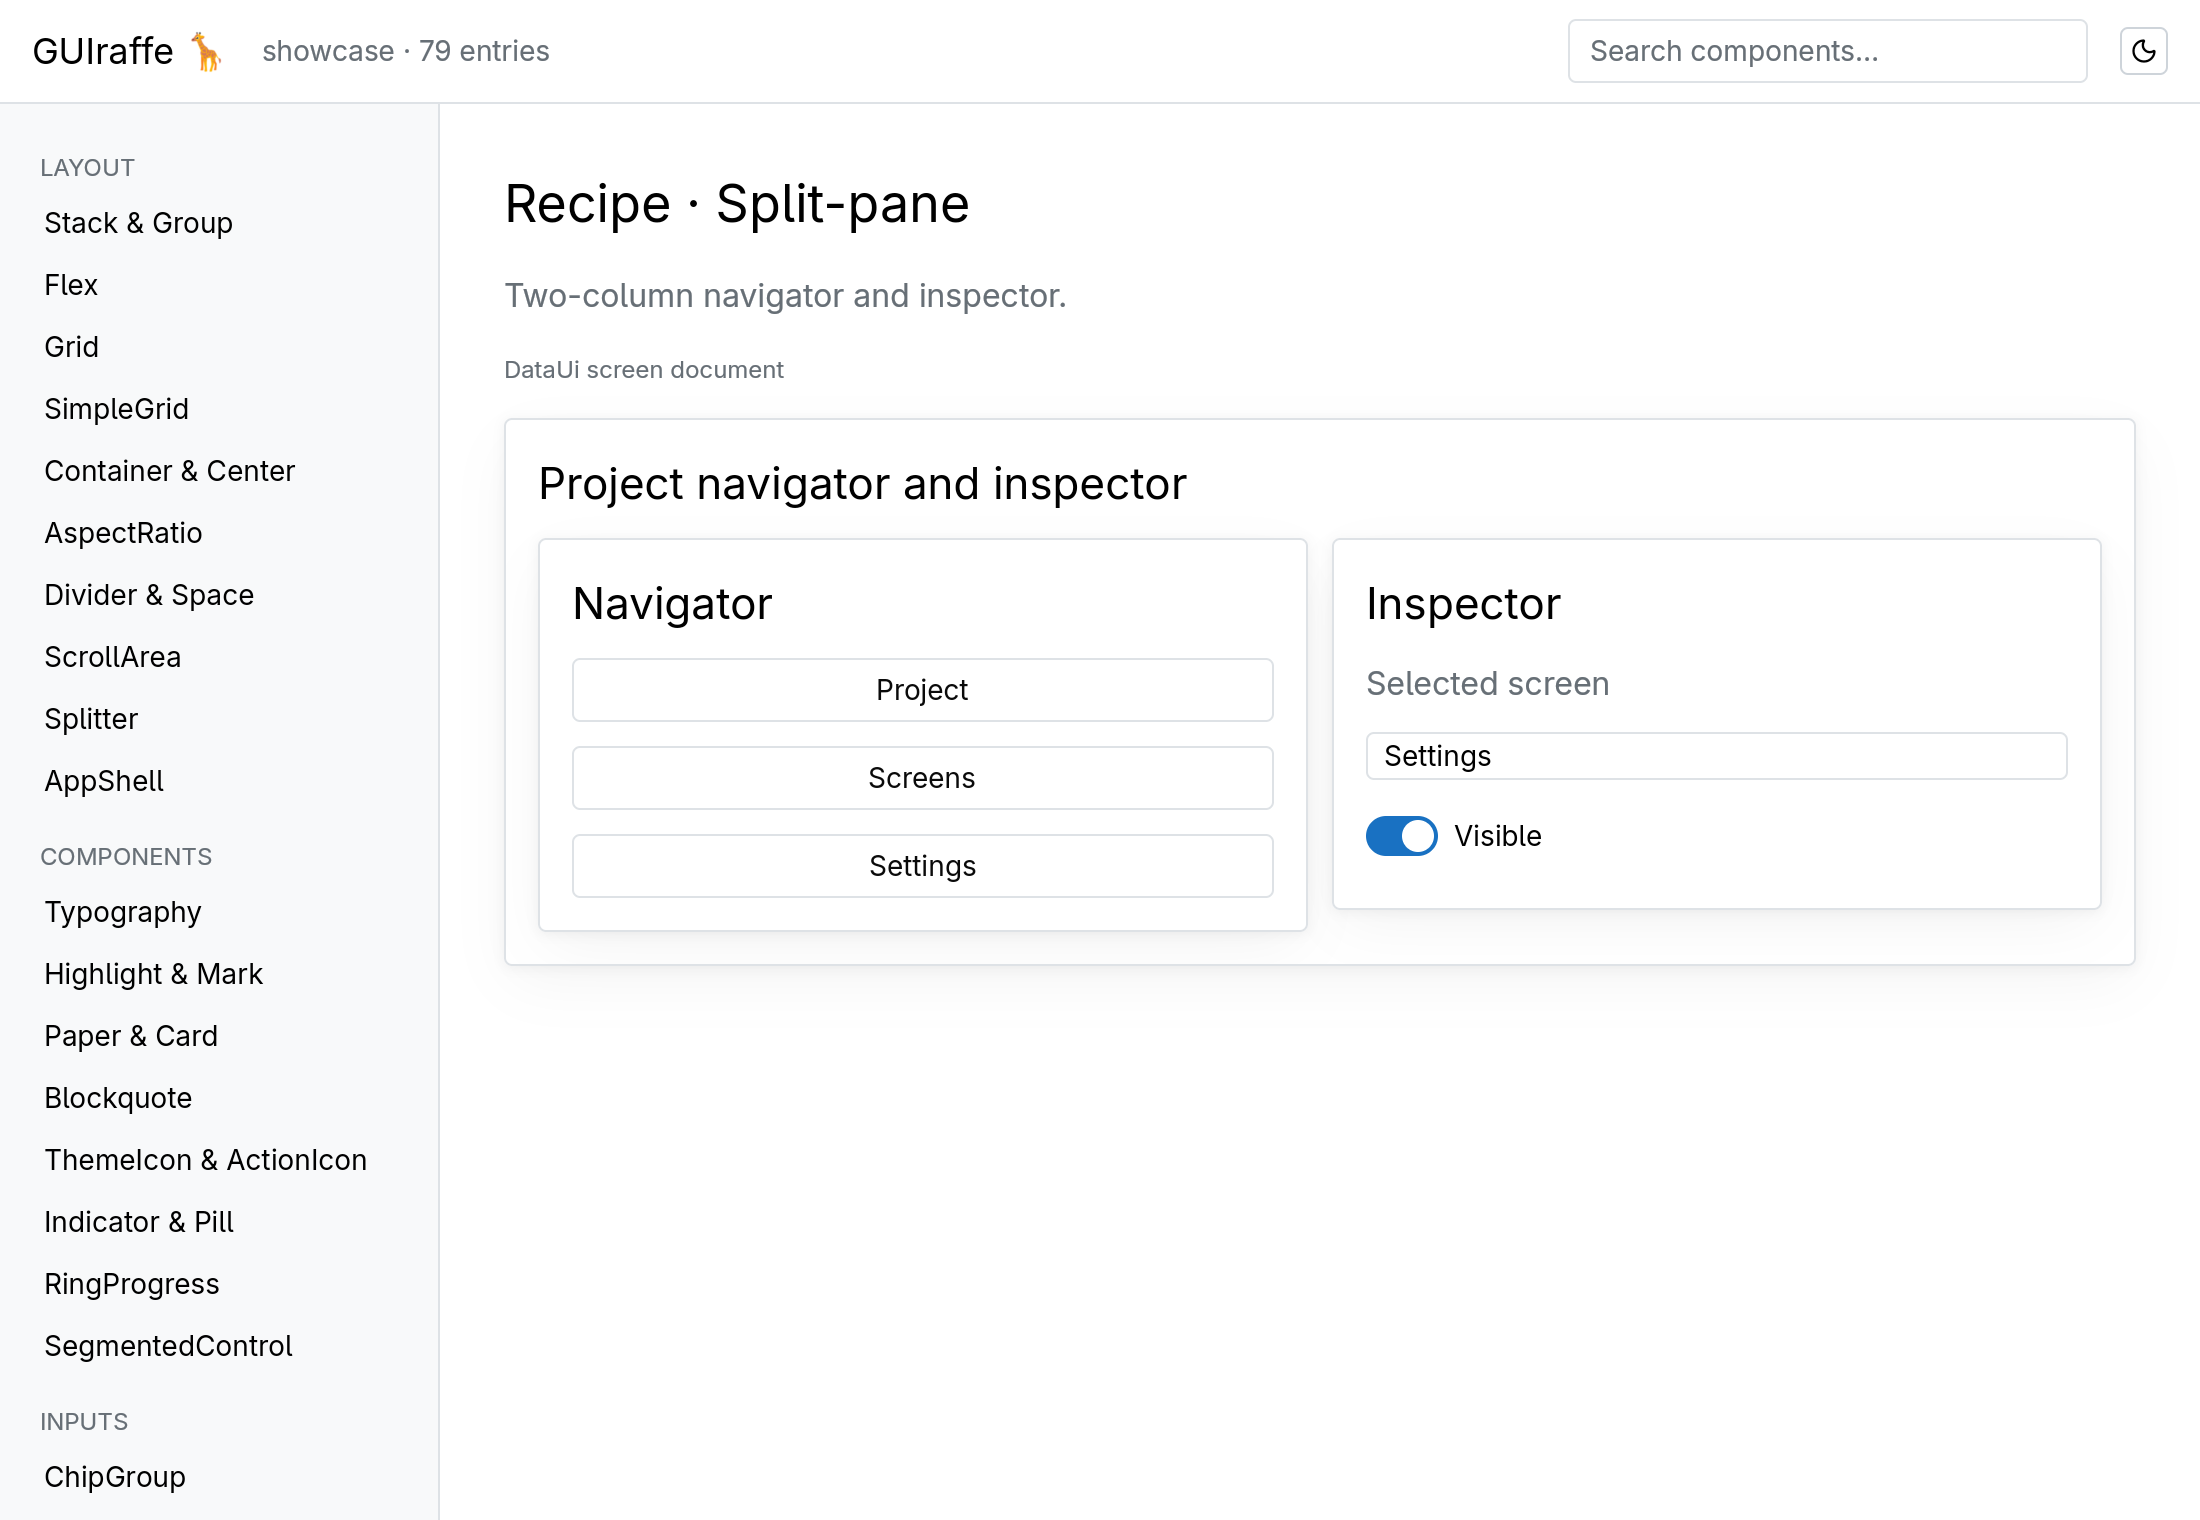 GUIraffe 🦒 showcase · 79 entries
Search components...
LAYOUT
Stack & Group
Flex
Grid
SimpleGrid
Container & Center
AspectRatio
Divider & Space
ScrollArea
Splitter
AppShell
COMPONENTS
Typography
Highlight & Mark
Paper & Card
Blockquote
ThemeIcon & ActionIcon
Indicator & Pill
RingProgress
SegmentedControl
INPUTS
ChipGroup
Recipe · Split-pane
Two-column navigator and inspector.
DataUi screen document
Project navigator and inspector
Navigator
Project
Screens
Settings
Inspector
Selected screen
Settings
Visible